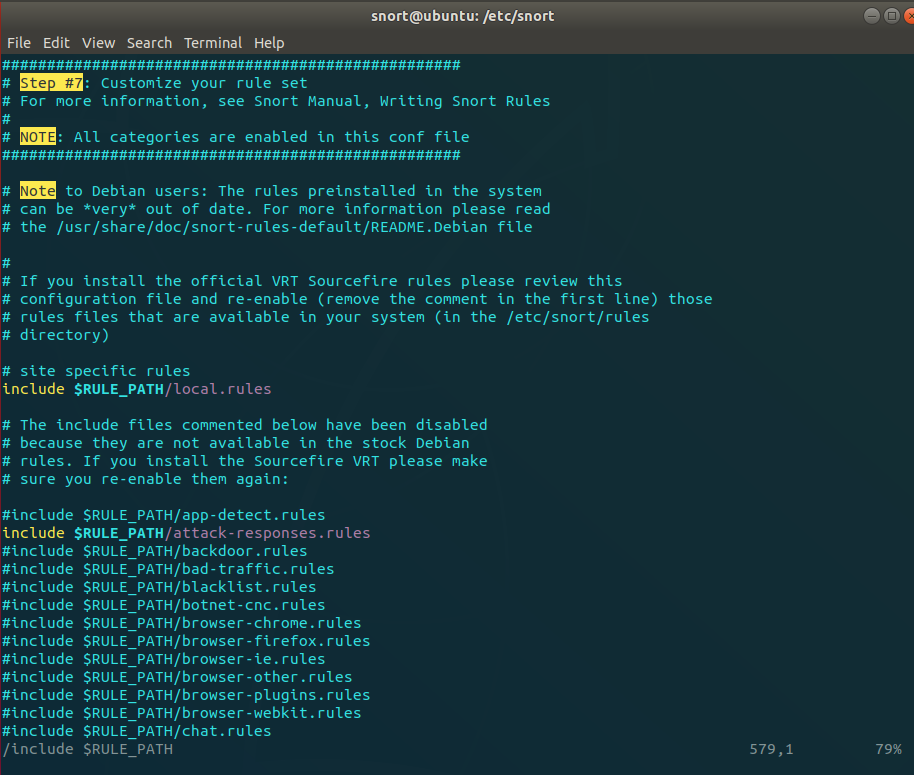 snort@ubuntu: /etc/snort
File Edit View Search Terminal Help
###################################################
# Step #7: Customize your rule set
# For more information, see Snort Manual, Writing Snort Rules
#
# NOTE: All categories are enabled in this conf file
###################################################
# Note to Debian users: The rules preinstalled in the system
# can be *very* out of date. For more information please read
# the /usr/share/doc/snort-rules-default/README.Debian file
#
# If you install the official VRT Sourcefire rules please review this
# configuration file and re-enable (remove the comment in the first line) those
# rules files that are available in your system (in the /etc/snort/rules
# directory)
# site specific rules
include $RULE_PATH/local.rules
# The include files commented below have been disabled
# because they are not available in the stock Debian
# rules. If you install the Sourcefire VRT please make
# sure you re-enable them again:
#include $RULE_PATH/app-detect.rules
include $RULE_PATH/attack-responses.rules
#include $RULE_PATH/backdoor.rules
#include $RULE_PATH/bad-traffic.rules
#include $RULE_PATH/blacklist.rules
#include $RULE_PATH/botnet-cnc.rules
#include $RULE_PATH/browser-chrome.rules
#include $RULE_PATH/browser-firefox.rules
#include $RULE_PATH/browser-ie.rules
#include $RULE_PATH/browser-other.rules
#include $RULE_PATH/browser-plugins.rules
#include $RULE_PATH/browser-webkit.rules
#include $RULE_PATH/chat.rules
/include $RULE_PATH 579,1 79%